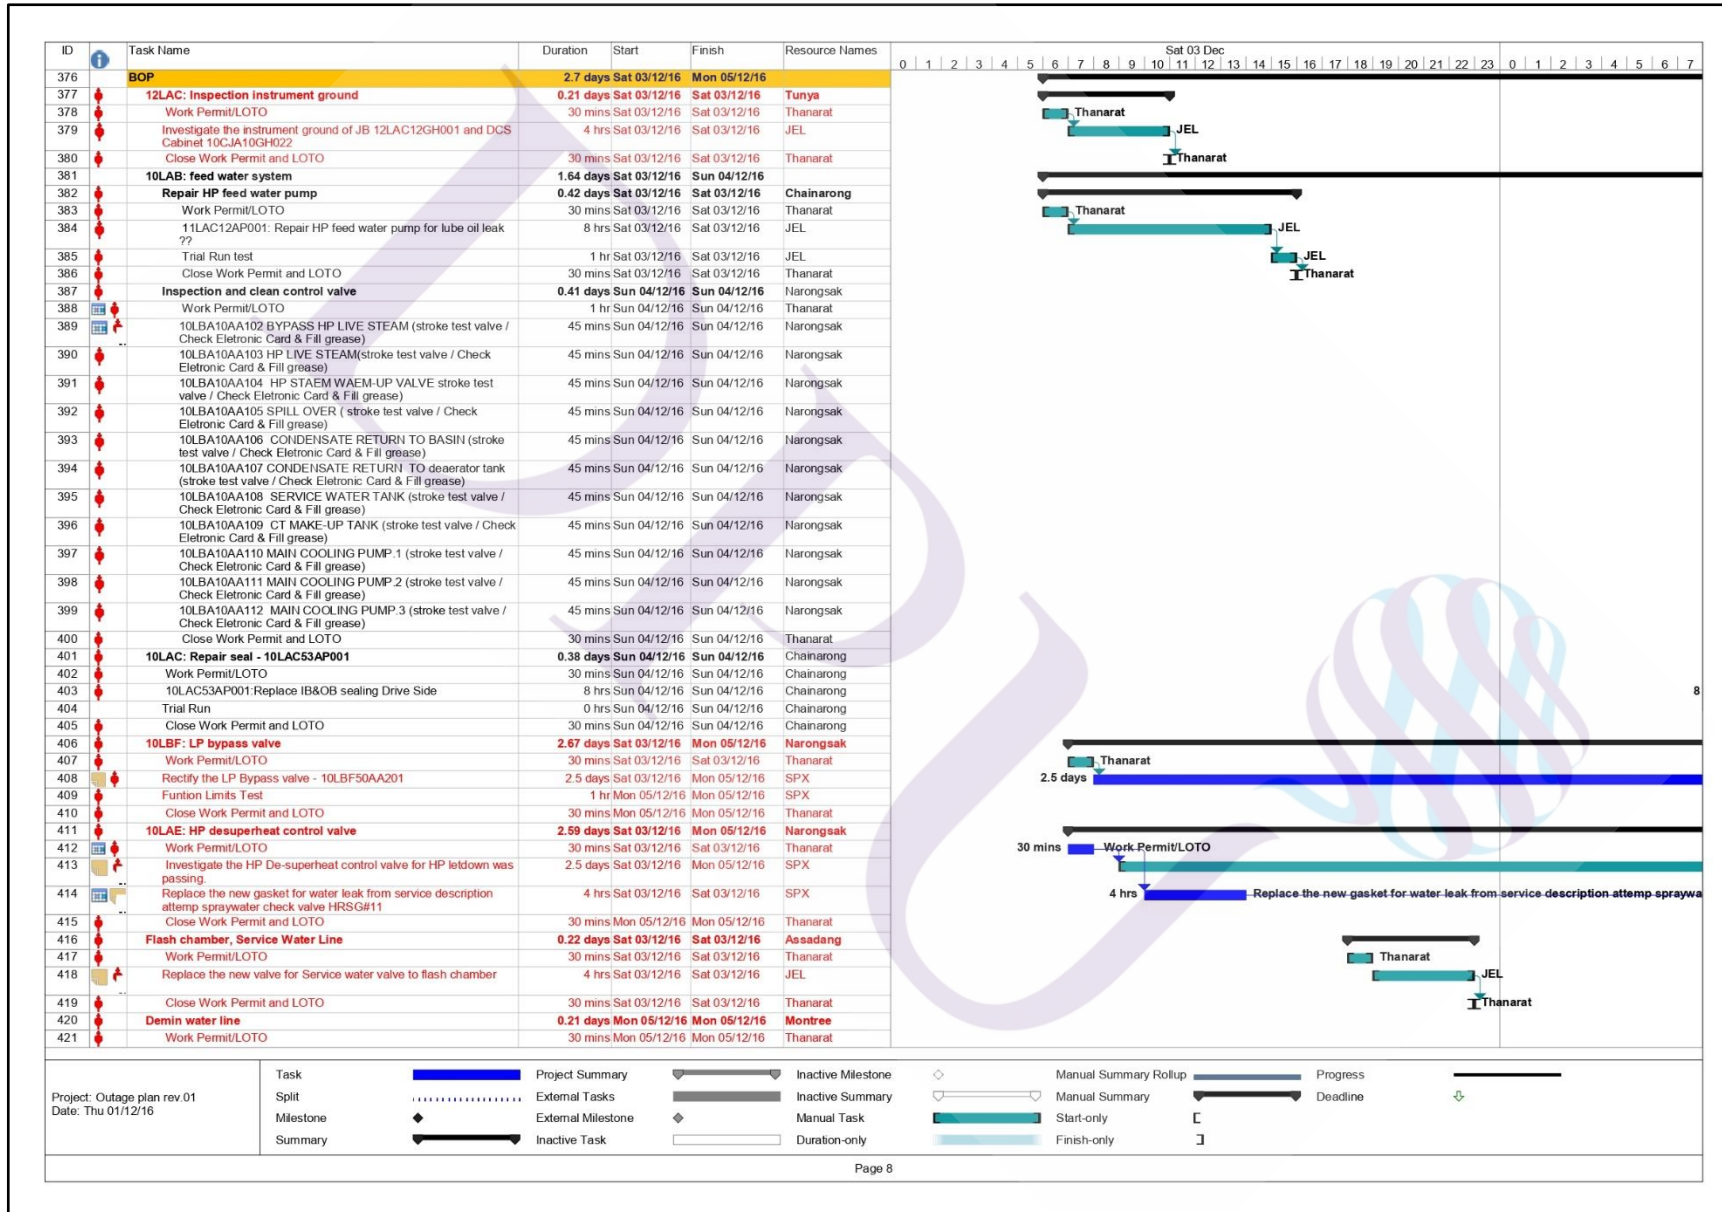 ID Task Name Duration Start Finish Resource Names Sat 03 Dec
0 1 2 3 4 5 6 7 8 9 10 11 12 13 14 15 16 17 18 19 20 21 22 23 0 1 2 3 4 5 6 7
376 BOP 2.7 days Sat 03/12/16 Mon 05/12/16
377 12LAC: Inspection instrument ground 0.21 days Sat 03/12/16 Sat 03/12/16 Tunya
378 Work Permit/LOTO 30 mins Sat 03/12/16 Sat 03/12/16 Thanarat Thanarat
379 Investigate the instrument ground of JB 12LAC12GH001 and DCS 4 hrs Sat 03/12/16 Sat 03/12/16 JEL JEL
Cabinet 10CJA10GH022
380 Close Work Permit and LOTO 30 mins Sat 03/12/16 Sat 03/12/16 Thanarat Thanarat
381 10LAB: feed water system 1.64 days Sat 03/12/16 Sun 04/12/16
382 Repair HP feed water pump 0.42 days Sat 03/12/16 Sat 03/12/16 Chainarong
383 Work Permit/LOTO 30 mins Sat 03/12/16 Sat 03/12/16 Thanarat Thanarat
384 11LAC12AP001: Repair HP feed water pump for lube oil leak 8 hrs Sat 03/12/16 Sat 03/12/16 JEL JEL
??
385 Trial Run test 1 hr Sat 03/12/16 Sat 03/12/16 JEL JEL
386 Close Work Permit and LOTO 30 mins Sat 03/12/16 Sat 03/12/16 Thanarat Thanarat
387 Inspection and clean control valve 0.41 days Sun 04/12/16 Sun 04/12/16 Narongsak
388 Work Permit/LOTO 1 hr Sun 04/12/16 Sun 04/12/16 Thanarat
389 10LBA10AA102 BYPASS HP LIVE STEAM (stroke test valve / 45 mins Sun 04/12/16 Sun 04/12/16 Narongsak
Check Eletronic Card & Fill grease)
390 10LBA10AA103 HP LIVE STEAM(stroke test valve / Check 45 mins Sun 04/12/16 Sun 04/12/16 Narongsak
Eletronic Card & Fill grease)
391 10LBA10AA104 HP STAEM WAEM-UP VALVE stroke test 45 mins Sun 04/12/16 Sun 04/12/16 Narongsak
valve / Check Eletronic Card & Fill grease)
392 10LBA10AA105 SPILL OVER ( stroke test valve / Check 45 mins Sun 04/12/16 Sun 04/12/16 Narongsak
Eletronic Card & Fill grease)
393 10LBA10AA106 CONDENSATE RETURN TO BASIN (stroke 45 mins Sun 04/12/16 Sun 04/12/16 Narongsak
test valve / Check Eletronic Card & Fill grease)
394 10LBA10AA107 CONDENSATE RETURN TO deaerator tank 45 mins Sun 04/12/16 Sun 04/12/16 Narongsak
(stroke test valve / Check Eletronic Card & Fill grease)
395 10LBA10AA108 SERVICE WATER TANK (stroke test valve / 45 mins Sun 04/12/16 Sun 04/12/16 Narongsak
Check Eletronic Card & Fill grease)
396 10LBA10AA109 CT MAKE-UP TANK (stroke test valve / Check 45 mins Sun 04/12/16 Sun 04/12/16 Narongsak
Eletronic Card & Fill grease)
397 10LBA10AA110 MAIN COOLING PUMP.1 (stroke test valve / 45 mins Sun 04/12/16 Sun 04/12/16 Narongsak
Check Eletronic Card & Fill grease)
398 10LBA10AA111 MAIN COOLING PUMP.2 (stroke test valve / 45 mins Sun 04/12/16 Sun 04/12/16 Narongsak
Check Eletronic Card & Fill grease)
399 10LBA10AA112 MAIN COOLING PUMP.3 (stroke test valve / 45 mins Sun 04/12/16 Sun 04/12/16 Narongsak
Check Eletronic Card & Fill grease)
400 Close Work Permit and LOTO 30 mins Sun 04/12/16 Sun 04/12/16 Thanarat
401 10LAC: Repair seal - 10LAC53AP001 0.38 days Sun 04/12/16 Sun 04/12/16 Chainarong
402 Work Permit/LOTO 30 mins Sun 04/12/16 Sun 04/12/16 Chainarong
403 10LAC53AP001:Replace IB&OB sealing Drive Side 8 hrs Sun 04/12/16 Sun 04/12/16 Chainarong 8
404 Trial Run 0 hrs Sun 04/12/16 Sun 04/12/16 Chainarong
405 Close Work Permit and LOTO 30 mins Sun 04/12/16 Sun 04/12/16 Chainarong
406 10LBF: LP bypass valve 2.67 days Sat 03/12/16 Mon 05/12/16 Narongsak
407 Work Permit/LOTO 30 mins Sat 03/12/16 Sat 03/12/16 Thanarat Thanarat
408 Rectify the LP Bypass valve - 10LBF50AA201 2.5 days Sat 03/12/16 Mon 05/12/16 SPX 2.5 days
409 Funtion Limits Test 1 hr Mon 05/12/16 Mon 05/12/16 SPX
410 Close Work Permit and LOTO 30 mins Mon 05/12/16 Mon 05/12/16 Thanarat
411 10LAE: HP desuperheat control valve 2.59 days Sat 03/12/16 Mon 05/12/16 Narongsak
412 Work Permit/LOTO 30 mins Sat 03/12/16 Sat 03/12/16 Thanarat 30 mins Work Permit/LOTO
413 Investigate the HP De-superheat control valve for HP letdown was 2.5 days Sat 03/12/16 Mon 05/12/16 SPX
passing.
414 Replace the new gasket for water leak from service description 4 hrs Sat 03/12/16 Sat 03/12/16 SPX 4 hrs Replace the new gasket for water leak from service description attemp spraywa
attemp spraywater check valve HRSG#11
415 Close Work Permit and LOTO 30 mins Mon 05/12/16 Mon 05/12/16 Thanarat
416 Flash chamber, Service Water Line 0.22 days Sat 03/12/16 Sat 03/12/16 Assadang
417 Work Permit/LOTO 30 mins Sat 03/12/16 Sat 03/12/16 Thanarat Thanarat
418 Replace the new valve for Service water valve to flash chamber 4 hrs Sat 03/12/16 Sat 03/12/16 JEL JEL
419 Close Work Permit and LOTO 30 mins Sat 03/12/16 Sat 03/12/16 Thanarat Thanarat
420 Demin water line 0.21 days Mon 05/12/16 Mon 05/12/16 Montree
421 Work Permit/LOTO 30 mins Mon 05/12/16 Mon 05/12/16 Thanarat
Project: Outage plan rev.01
Date: Thu 01/12/16
Task Project Summary Inactive Milestone Manual Summary Rollup Progress
Split External Tasks Inactive Summary Manual Summary Deadline
Milestone External Milestone Manual Task Start-only
Summary Inactive Task Duration-only Finish-only
Page 8